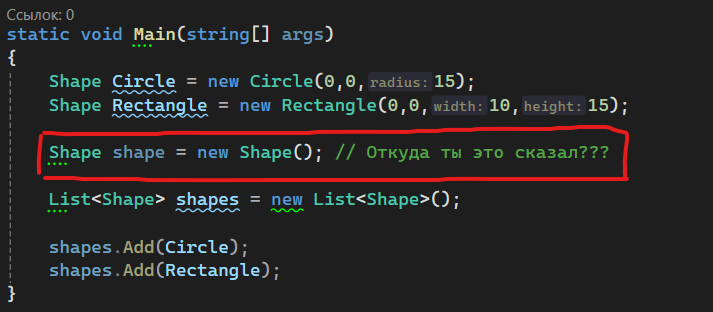 Ссылок: 0
static void Main(string[] args)
{
Shape Circle = new Circle(0,0,radius:15);
Shape Rectangle = new Rectangle(0,0,width:10,height:15);
Shape shape = new Shape(); // Откуда ты это сказал???
List<Shape> shapes = new List<Shape>();
shapes.Add(Circle);
shapes.Add(Rectangle);
}